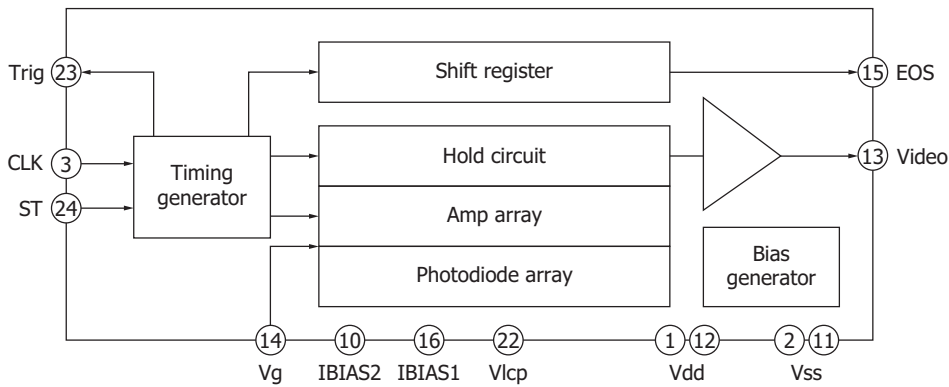 Trig 23
Shift register
15 EOS
CLK 3
Timing
generator
Hold circuit
13 Video
ST 24
Amp array
Photodiode array
Bias
generator
14 10 16 22 1 12 2 11
Vg IBIAS2 IBIAS1 Vlcp Vdd Vss